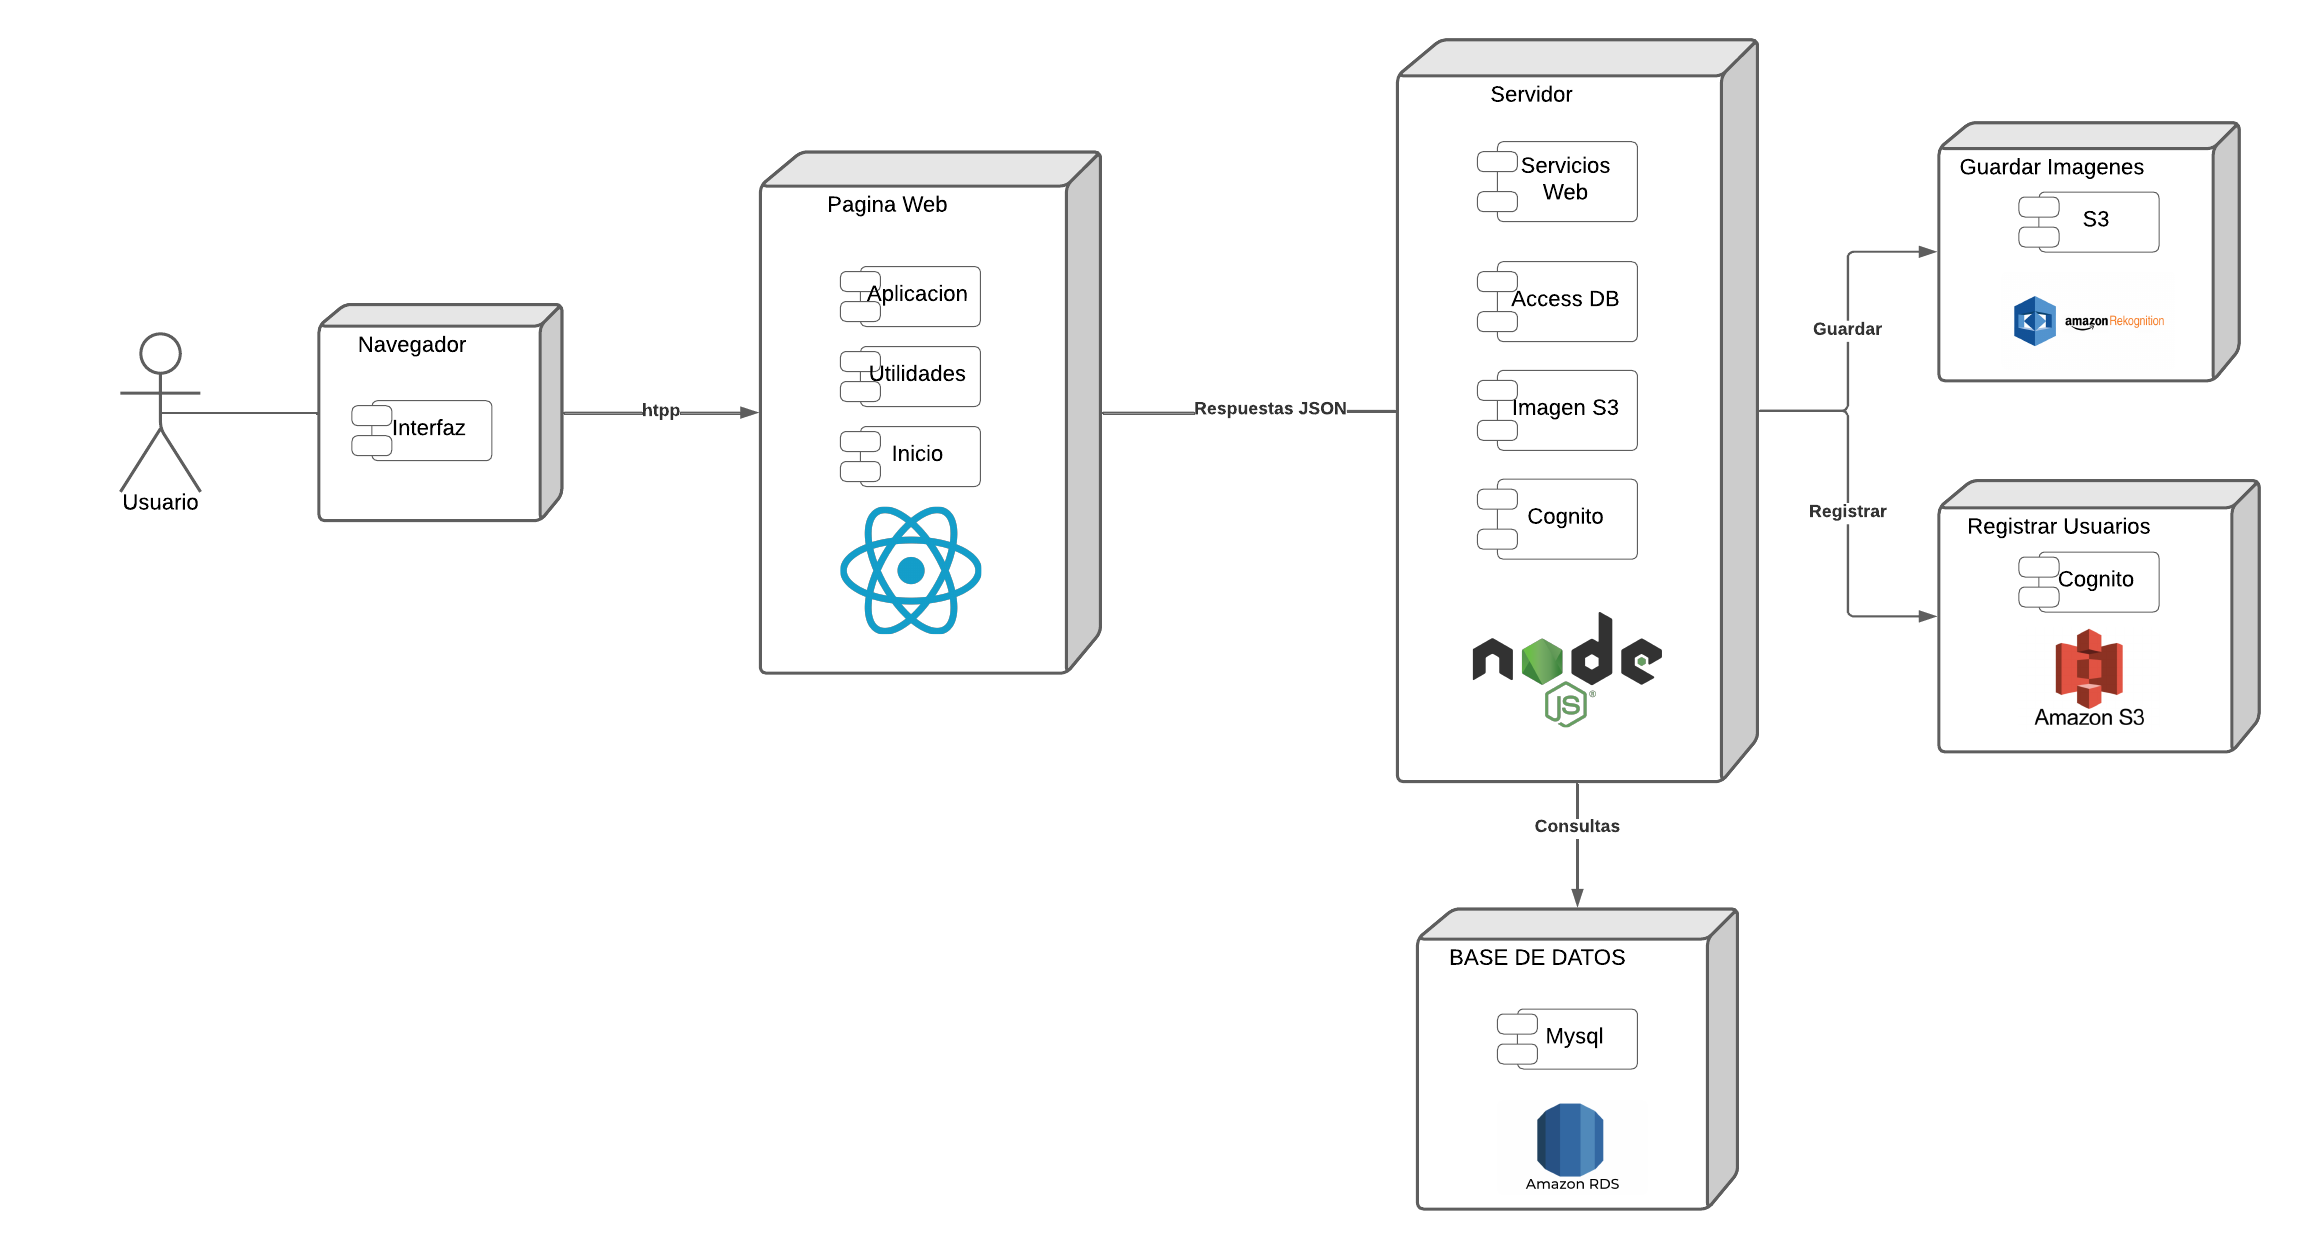 Usuario
Navegador
Interfaz
htpp
Pagina Web
Aplicacion
Utilidades
Inicio
Respuestas JSON
Servidor
Servicios
Web
Access DB
Imagen S3
Cognito
node
JS®
Guardar
Registrar
Guardar Imagenes
S3
amazon Rekognition
Registrar Usuarios
Cognito
Amazon S3
Consultas
BASE DE DATOS
Mysql
Amazon RDS